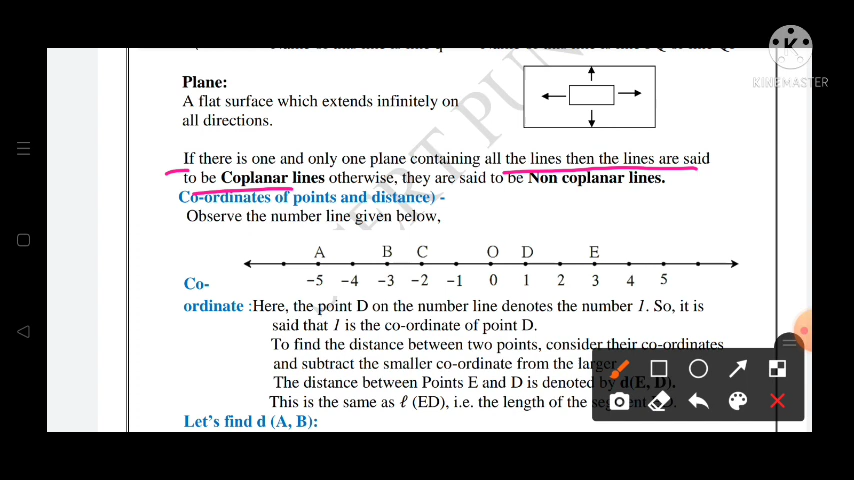 KINEMASTER
Plane:
A flat surface which extends infinitely on
all directions.
If there is one and only one plane containing all the lines then the lines are said
to be Coplanar lines otherwise, they are said to be Non coplanar lines.
Co-ordinates of points and distance) -
Observe the number line given below,
A B C O D E
-5 -4 -3 -2 -1 0 1 2 3 4 5
Co-
ordinate :Here, the point D on the number line denotes the number 1. So, it is
said that 1 is the co-ordinate of point D.
To find the distance between two points, consider their co-ordinates
and subtract the smaller co-ordinate from the larger.
The distance between Points E and D is denoted by d(E, D).
This is the same as ℓ (ED), i.e. the length of the
Let's find d (A, B):